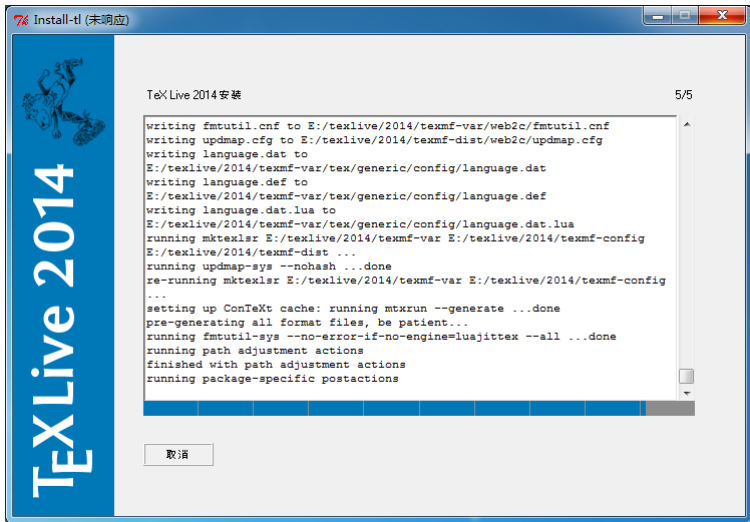 Install-tl (未响应)
TeX Live 2014
TeX Live 2014 安装
5/5
writing fmtutil.cnf to E:/texlive/2014/texmf-var/web2c/fmtutil.cnf
writing updmap.cfg to E:/texlive/2014/texmf-dist/web2c/updmap.cfg
writing language.dat to
E:/texlive/2014/texmf-var/tex/generic/config/language.dat
writing language.def to
E:/texlive/2014/texmf-var/tex/generic/config/language.def
writing language.dat.lua to
E:/texlive/2014/texmf-var/tex/generic/config/language.dat.lua
running mktexlsr E:/texlive/2014/texmf-var E:/texlive/2014/texmf-config
E:/texlive/2014/texmf-dist ...
running updmap-sys --nohash ...done
re-running mktexlsr E:/texlive/2014/texmf-var E:/texlive/2014/texmf-config
...
setting up ConTeXt cache: running mtxrun --generate ...done
pre-generating all format files, be patient...
running fmtutil-sys --no-error-if-no-engine=luajittex --all ...done
running path adjustment actions
finished with path adjustment actions
running package-specific postactions
取消